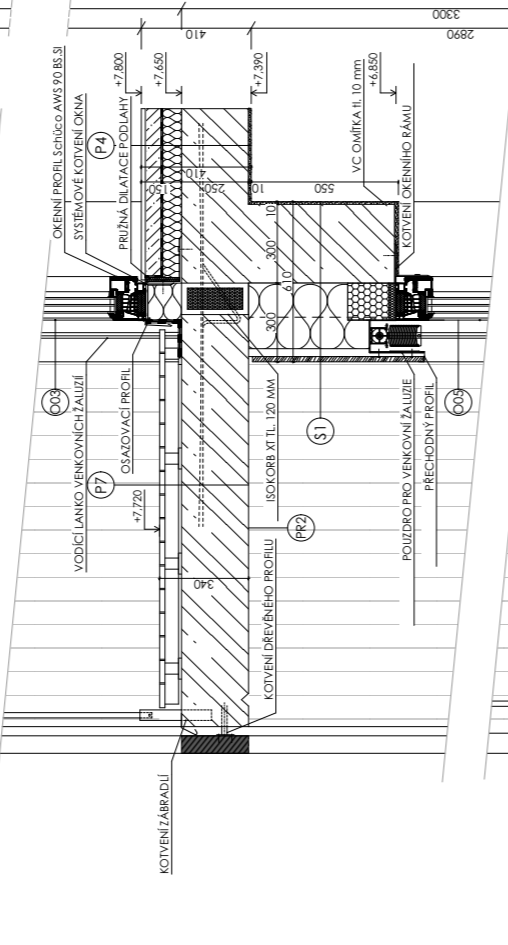 3300
2890
410
+7,800
+7,650
+7,390
+6,850
OKENNÍ PROFIL Schüco AWS 90 BS.SI
SYSTÉMOVÉ KOTVENÍ OKNA
PRUŽNÁ DILATACE PODLAHY
P4
VC OMÍTKA tl. 10 mm
KOTVENÍ OKENNÍHO RÁMU
150
410
250
10
550
10
300
610
300
O03
O05
VODÍCÍ LANKO VENKOVNÍCH ŽALUZIÍ
OSAZOVACÍ PROFIL
P7
+7,720
ISOKORB XT TL. 120 MM
S1
PR2
POUZDRO PRO VENKOVNÍ ŽALUZIE
PŘECHODNÝ PROFIL
340
KOTVENÍ DŘEVĚNÉHO PROFILU
KOTVENÍ ZÁBRADLÍ